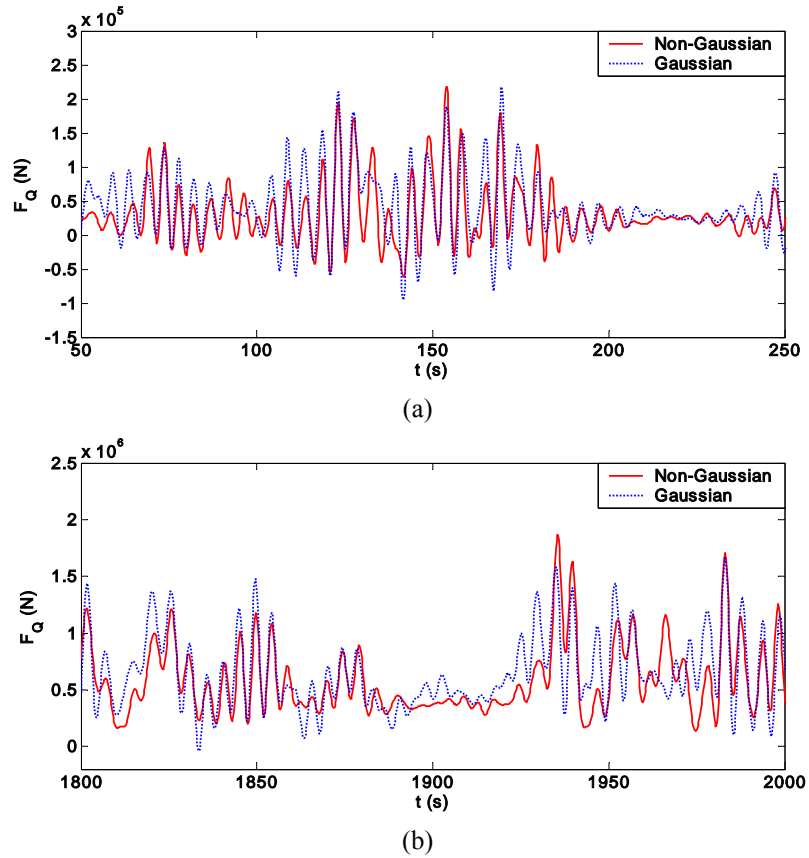 x 10^5
3
2.5
2
1.5
1
0.5
0
-0.5
-1
-1.5
F_Q (N)
Non-Gaussian
Gaussian
50 100 150 200 250
t (s)
(a)
x 10^6
2.5
2
1.5
1
0.5
0
F_Q (N)
Non-Gaussian
Gaussian
1800 1850 1900 1950 2000
t (s)
(b)